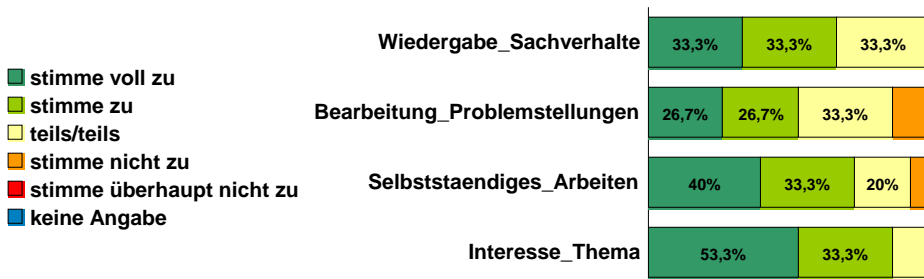 stimme voll zu
stimme zu
teils/teils
stimme nicht zu
stimme überhaupt nicht zu
keine Angabe
Wiedergabe_Sachverhalte 33,3% 33,3% 33,3%
Bearbeitung_Problemstellungen 26,7% 26,7% 33,3%
Selbststaendiges_Arbeiten 40% 33,3% 20%
Interesse_Thema 53,3% 33,3%